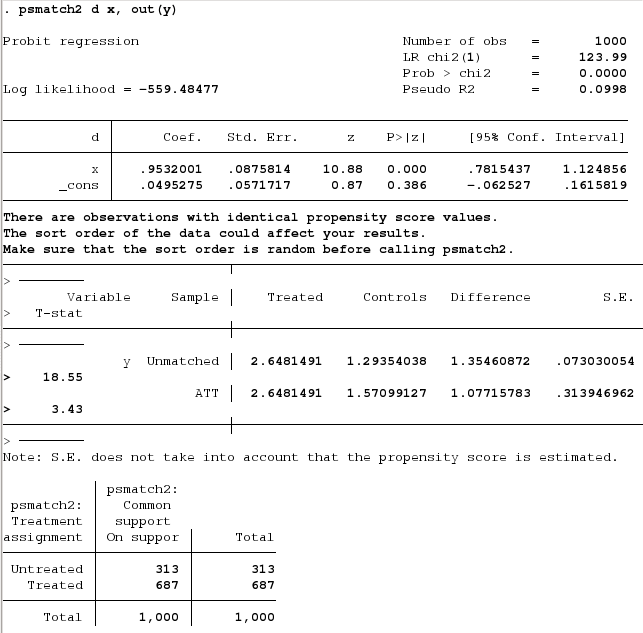 . psmatch2 d x, out(y)
Probit regression Number of obs = 1000
LR chi2(1) = 123.99
Prob > chi2 = 0.0000
Log likelihood = -559.48477 Pseudo R2 = 0.0998
d Coef. Std. Err. z P>|z| [95% Conf. Interval]
x .9532001 .0875814 10.88 0.000 .7815437 1.124856
_cons .0495275 .0571717 0.87 0.386 -.062527 .1615819
There are observations with identical propensity score values.
The sort order of the data could affect your results.
Make sure that the sort order is random before calling psmatch2.
>
Variable Sample Treated Controls Difference S.E.
> T-stat
>
y Unmatched 2.6481491 1.29354038 1.35460872 .073030054
> 18.55
ATT 2.6481491 1.57099127 1.07715783 .313946962
> 3.43
>
Note: S.E. does not take into account that the propensity score is estimated.
psmatch2:
psmatch2: Common
Treatment support
assignment On suppor Total
Untreated 313 313
Treated 687 687
Total 1,000 1,000